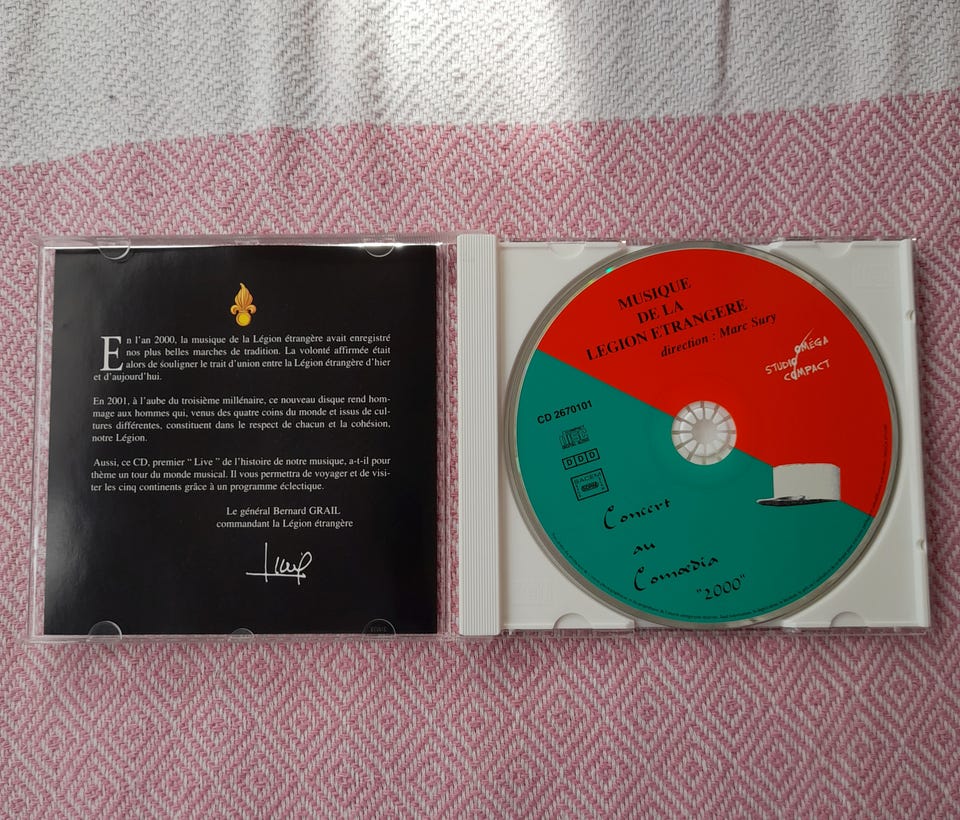 En l'an 2000, la musique de la Légion étrangère avait enregistré
nos plus belles marches de tradition. La volonté affirmée était
alors de souligner le trait d'union entre la Légion étrangère d'hier
et d'aujourd'hui.
En 2001, à l'aube du troisième millénaire, ce nouveau disque rend hom-
mage aux hommes qui, venus des quatre coins du monde et issus de cul-
tures différentes, constituent dans le respect de chacun et la cohésion,
notre Légion.
Aussi, ce CD, premier “ Live ” de l'histoire de notre musique, a-t-il pour
thème un tour du monde musical. Il vous permettra de voyager et de visi-
ter les cinq continents grâce à un programme éclectique.
Le général Bernard GRAIL
commandant la Légion étrangère
MUSIQUE
DE LA
LEGION ETRANGERE
direction : Marc Sury
STUDIO OMÉGA
COMPACT
CD 2670101
DDD
SACEM
Concert
au
Comœdia
"2000"